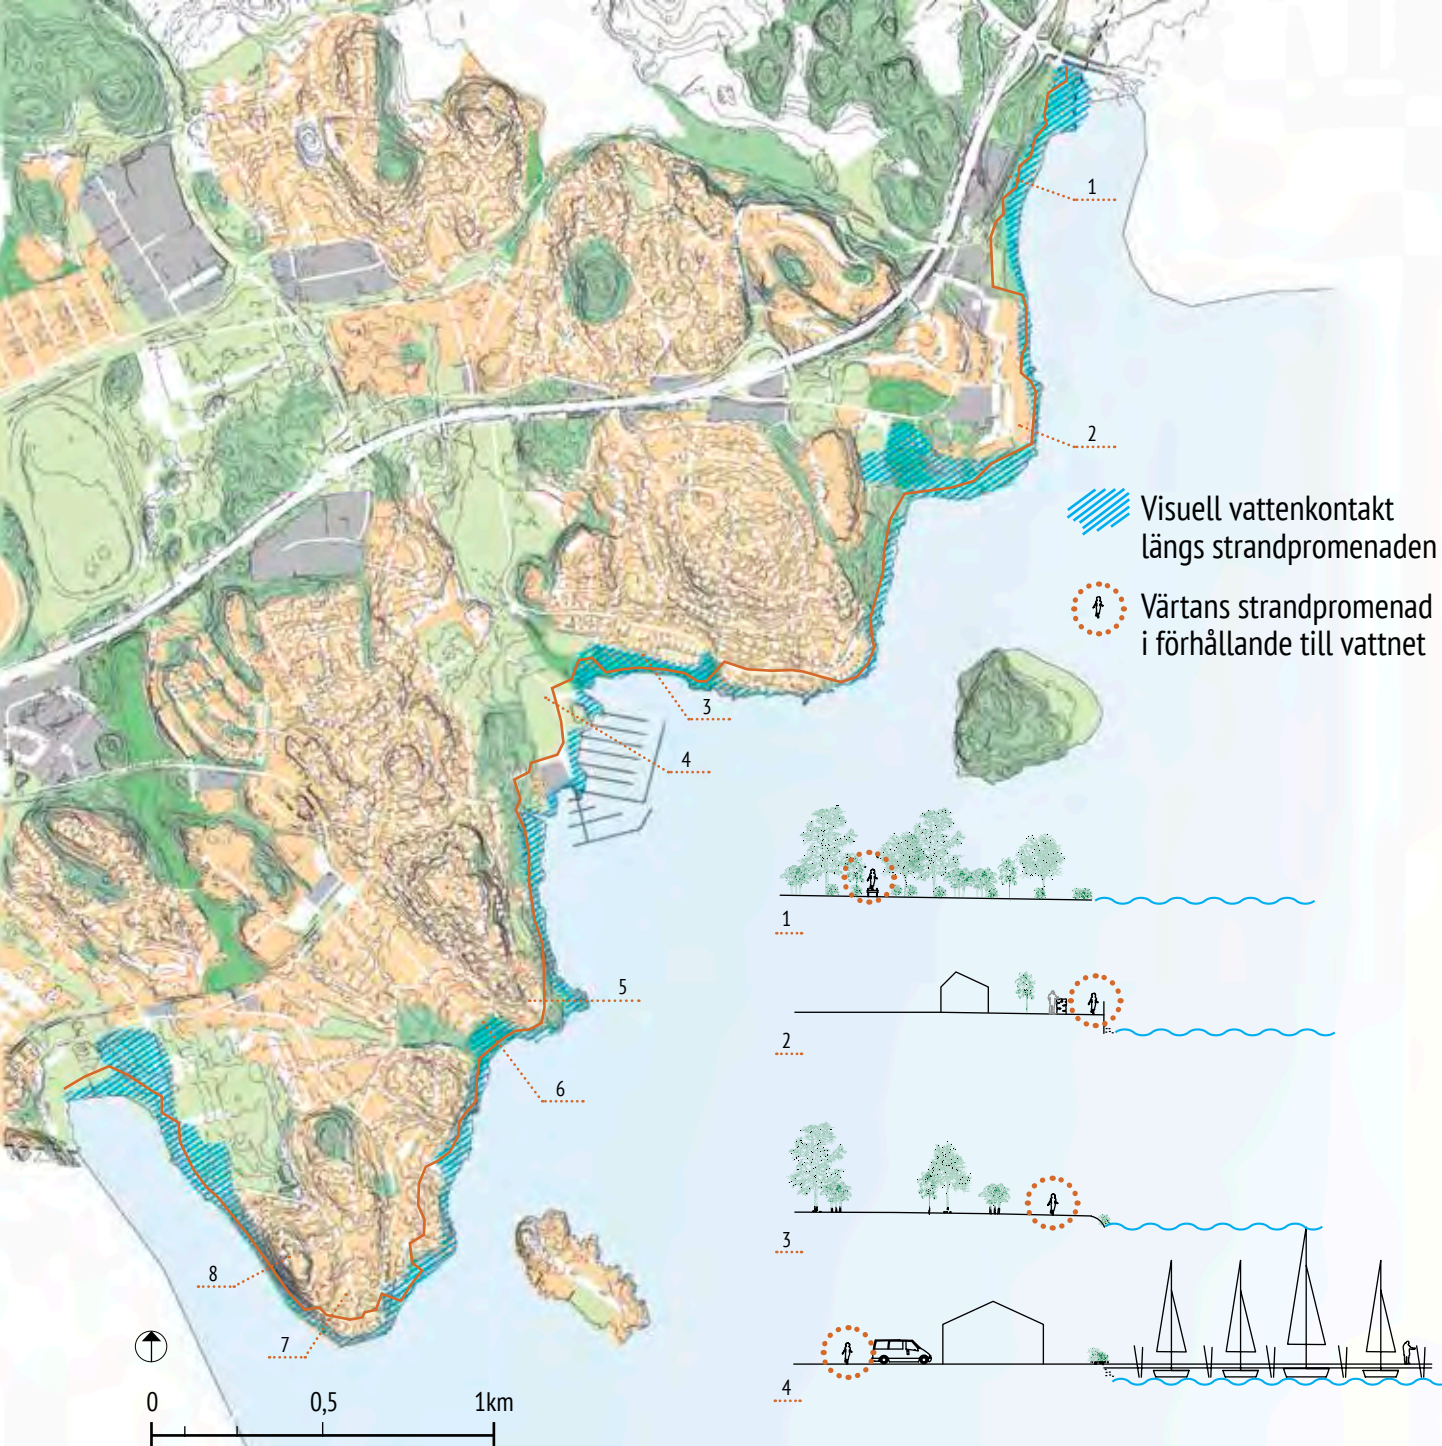 1
2
Visuell vattenkontakt
längs strandpromenaden
Värtans strandpromenad
i förhållande till vattnet
3
4
5
6
8
7
0 0,5 1km
1
2
3
4